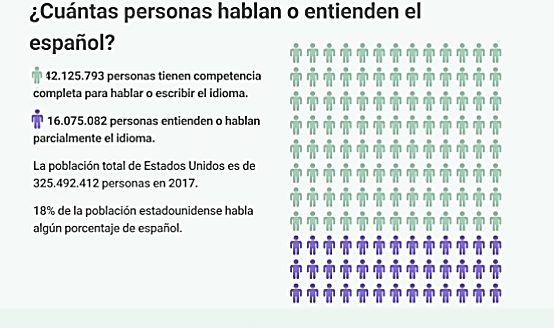 ¿Cuántas personas hablan o entienden el
español?
42.125.793 personas tienen competencia
completa para hablar o escribir el idioma.
16.075.082 personas entienden o hablan
parcialmente el idioma.
La población total de Estados Unidos es de
325.492.412 personas en 2017.
18% de la población estadounidense habla
algún porcentaje de español.